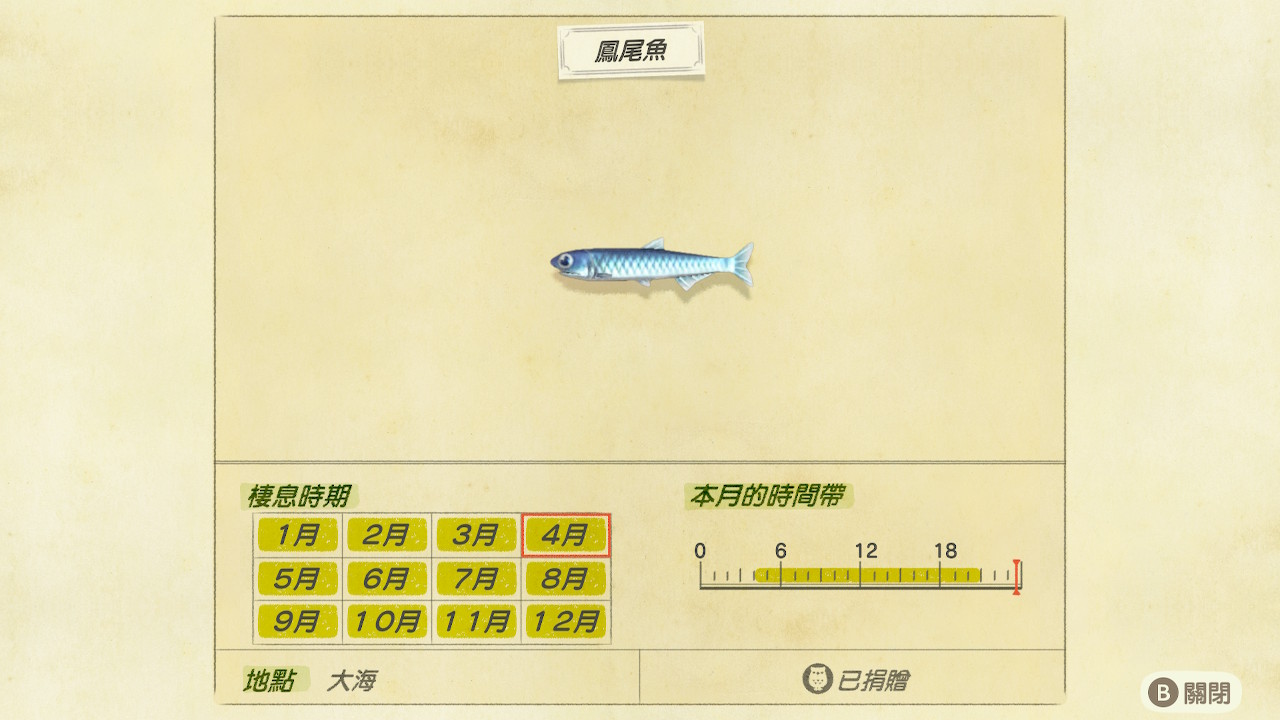 鳳尾魚
棲息時期
1月 2月 3月 4月
5月 6月 7月 8月
9月 10月 11月 12月
本月的時間帶
0 6 12 18
地點 大海
已捐贈
B 關閉